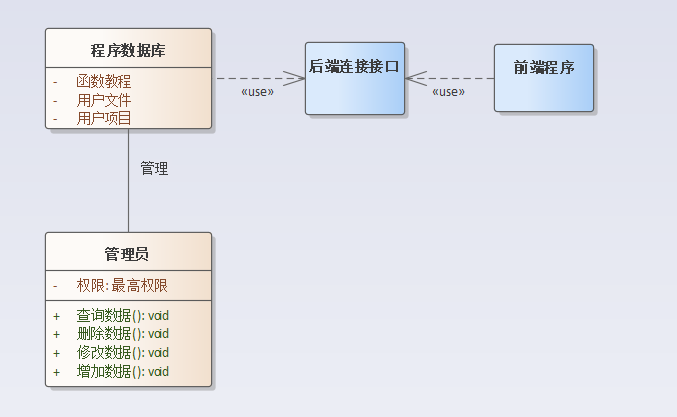 程序数据库
- 函数教程
- 用户文件
- 用户项目
«use»
后端连接接口
«use»
前端程序
管理
管理员
- 权限: 最高权限
+ 查询数据(): void
+ 删除数据(): void
+ 修改数据(): void
+ 增加数据(): void